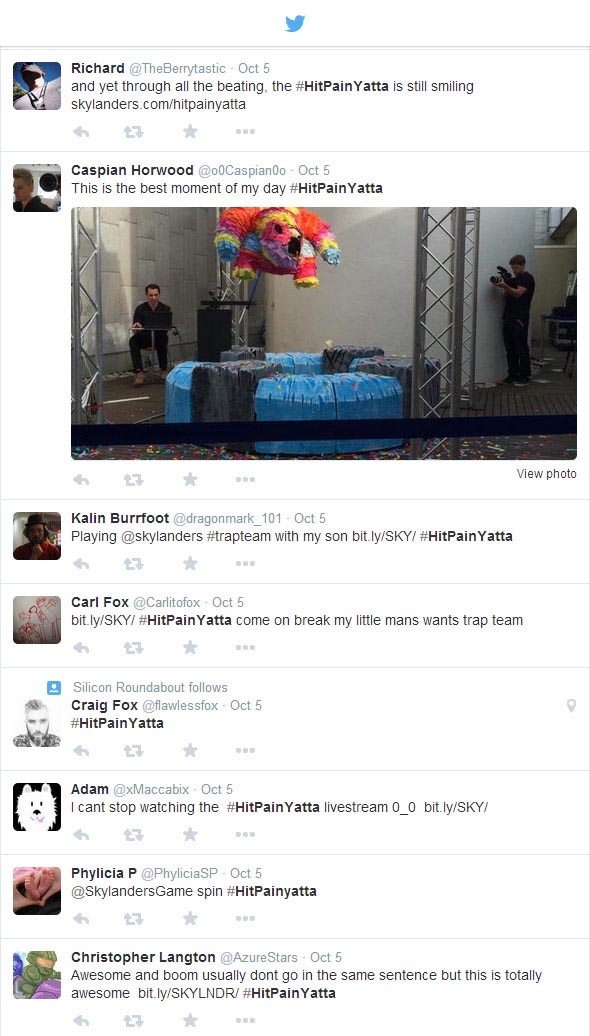 Richard @TheBerrytastic · Oct 5
and yet through all the beating, the #HitPainYatta is still smiling
skylanders.com/hitpainyatta
Caspian Horwood @o0Caspian0o · Oct 5
This is the best moment of my day #HitPainYatta
View photo
Kalin Burrfoot @dragonmark_101 · Oct 5
Playing @skylanders #trapteam with my son bit.ly/SKY/ #HitPainYatta
Carl Fox @Carlitofox · Oct 5
bit.ly/SKY/ #HitPainYatta come on break my little mans wants trap team
Silicon Roundabout follows
Craig Fox @flawlessfox · Oct 5
#HitPainYatta
Adam @xMaccabix · Oct 5
I cant stop watching the #HitPainYatta livestream 0_0 bit.ly/SKY/
Phylicia P @PhyliciaSP · Oct 5
@SkylandersGame spin #HitPainyatta
Christopher Langton @AzureStars · Oct 5
Awesome and boom usually dont go in the same sentence but this is totally
awesome bit.ly/SKYLNDR/ #HitPainYatta